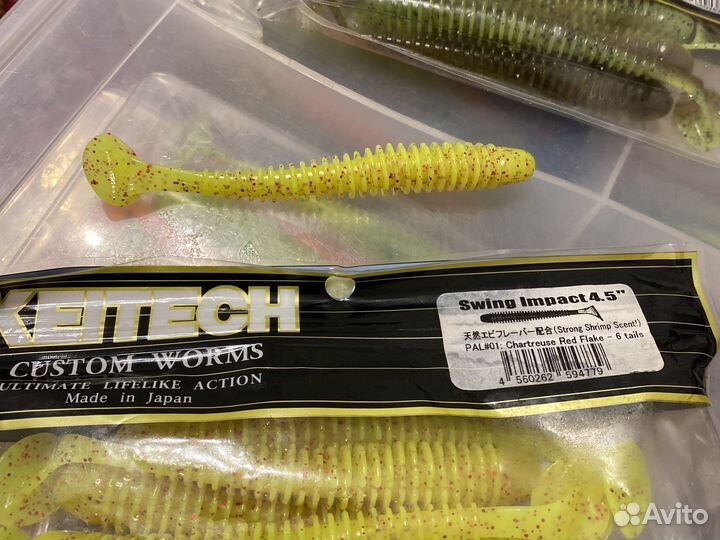 KEITECH
CUSTOM WORMS
ULTIMATE LIFELIKE ACTION
Made in Japan
Swing Impact 4.5"
天然エビフレーバー配合 (Strong Shrimp Scent!)
PAL#01: Chartreuse Red Flake - 6 tails
4 560262 594779
Avito